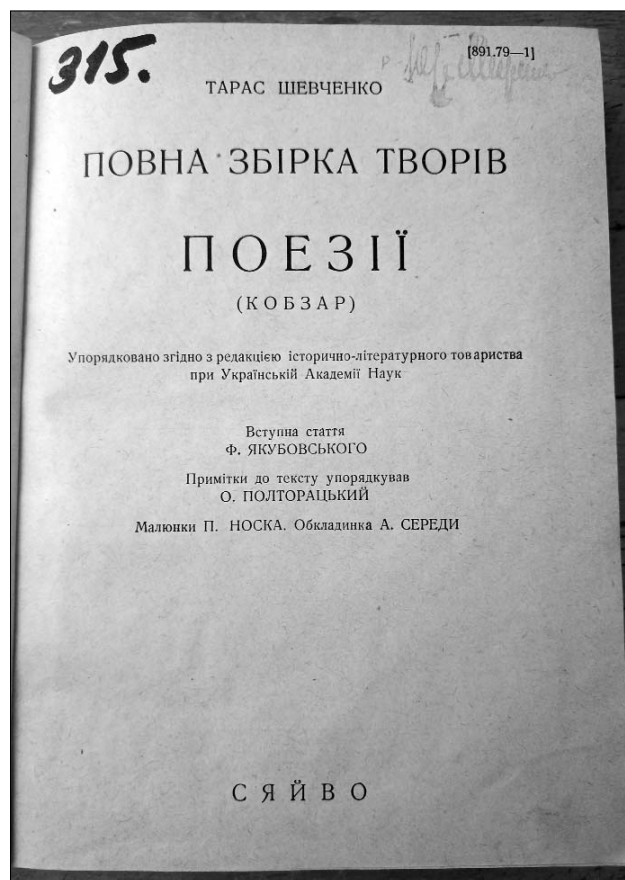 315.
[891.79—1]
ТАРАС ШЕВЧЕНКО
ПОВНА ЗБІРКА ТВОРІВ
ПОЕЗІЇ
(КОБЗАР)
Упорядковано згідно з редакцією історично-літературного товариства
при Українській Академії Наук
Вступна стаття
Ф. ЯКУБОВСЬКОГО
Примітки до тексту упорядкував
О. ПОЛТОРАЦЬКИЙ
Малюнки П. НОСКА. Обкладинка А. СЕРЕДИ
СЯЙВО